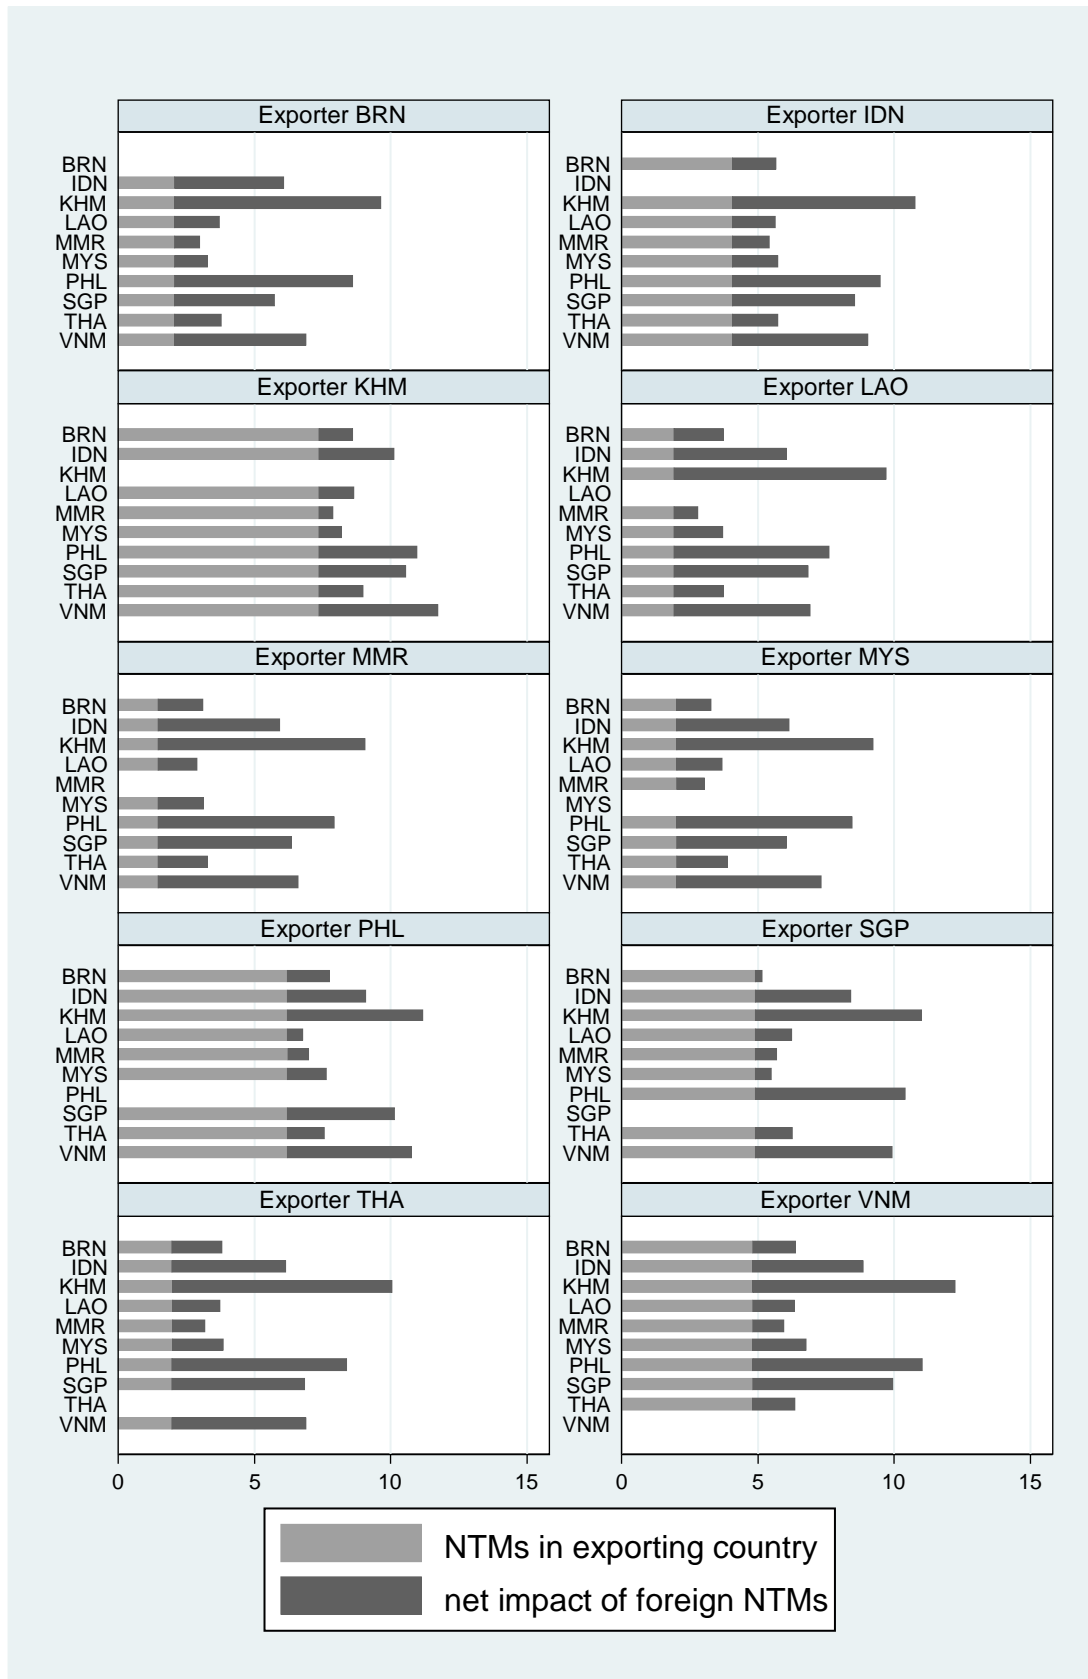 Exporter BRN
BRN
IDN
KHM
LAO
MMR
MYS
PHL
SGP
THA
VNM
Exporter IDN
BRN
IDN
KHM
LAO
MMR
MYS
PHL
SGP
THA
VNM
Exporter KHM
BRN
IDN
KHM
LAO
MMR
MYS
PHL
SGP
THA
VNM
Exporter LAO
BRN
IDN
KHM
LAO
MMR
MYS
PHL
SGP
THA
VNM
Exporter MMR
BRN
IDN
KHM
LAO
MMR
MYS
PHL
SGP
THA
VNM
Exporter MYS
BRN
IDN
KHM
LAO
MMR
MYS
PHL
SGP
THA
VNM
Exporter PHL
BRN
IDN
KHM
LAO
MMR
MYS
PHL
SGP
THA
VNM
Exporter SGP
BRN
IDN
KHM
LAO
MMR
MYS
PHL
SGP
THA
VNM
Exporter THA
BRN
IDN
KHM
LAO
MMR
MYS
PHL
SGP
THA
VNM
0 5 10 15
Exporter VNM
BRN
IDN
KHM
LAO
MMR
MYS
PHL
SGP
THA
VNM
0 5 10 15
NTMs in exporting country
net impact of foreign NTMs